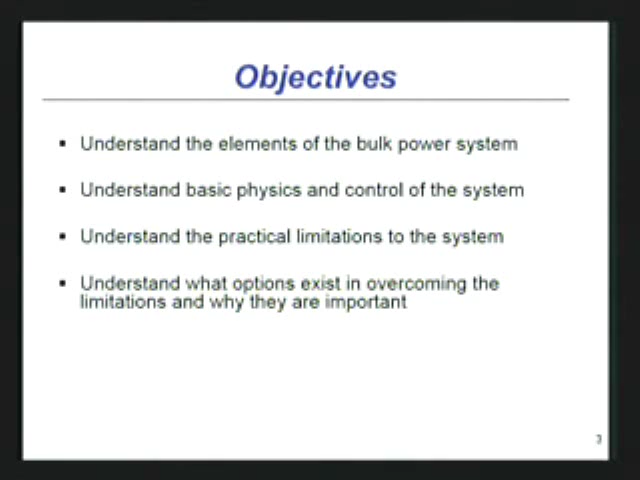 Objectives
▪ Understand the elements of the bulk power system
▪ Understand basic physics and control of the system
▪ Understand the practical limitations to the system
▪ Understand what options exist in overcoming the
limitations and why they are important
3